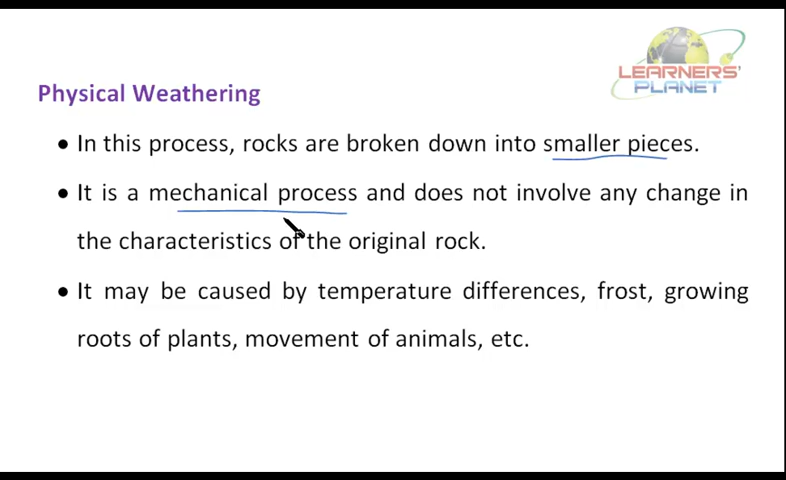 LEARNERS'
PLANET
Physical Weathering
• In this process, rocks are broken down into smaller pieces.
• It is a mechanical process and does not involve any change in
the characteristics of the original rock.
• It may be caused by temperature differences, frost, growing
roots of plants, movement of animals, etc.